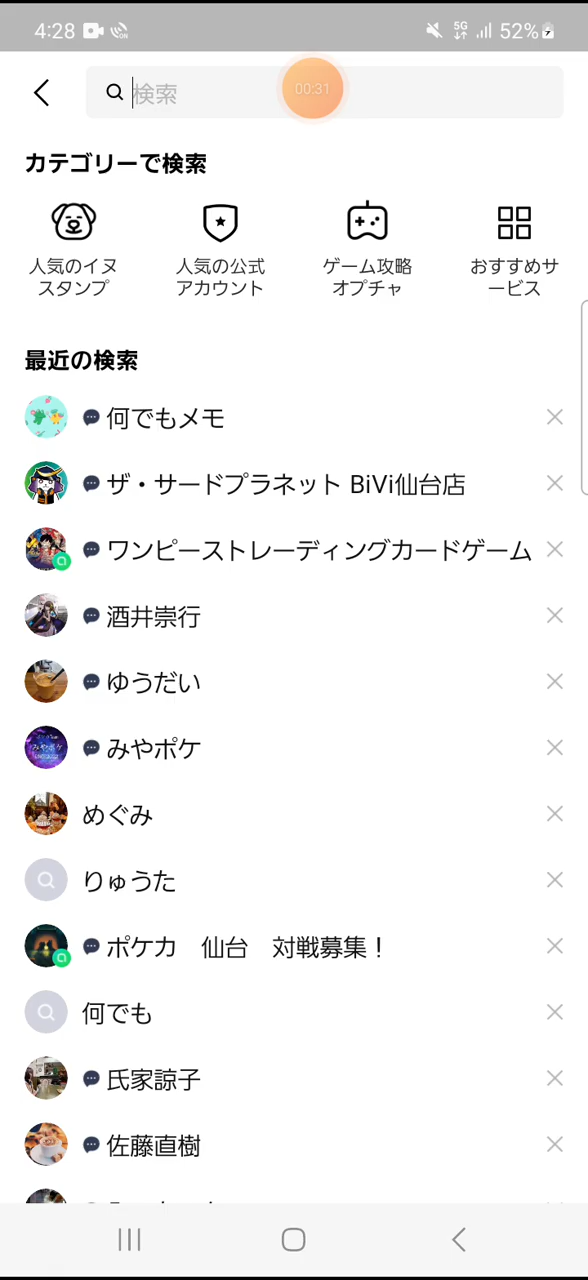 4:28
5G
52%
検索
00:31
カテゴリーで検索
人気のイヌ
スタンプ
人気の公式
アカウント
ゲーム攻略
オプチャ
おすすめサ
ービス
最近の検索
何でもメモ
ザ・サードプラネット BiVi仙台店
ワンピーストレーディングカードゲーム
酒井崇行
ゆうだい
みやポケ
めぐみ
りゅうた
ポケカ　仙台　対戦募集！
何でも
氏家諒子
佐藤直樹